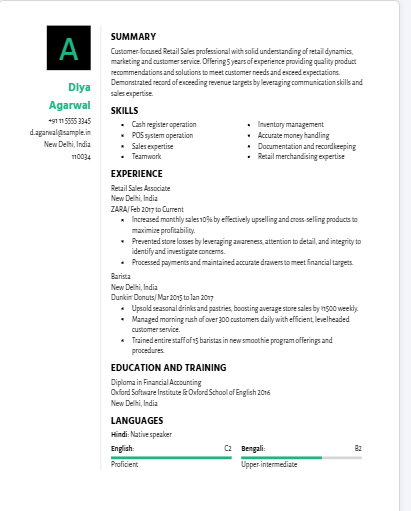 A
Diya
Agarwal
+91 11 5555 3345
d.agarwal@sample.in
New Delhi, India
110034
SUMMARY
Customer-focused Retail Sales professional with solid understanding of retail dynamics,
marketing and customer service. Offering 5 years of experience providing quality product
recommendations and solutions to meet customer needs and exceed expectations.
Demonstrated record of exceeding revenue targets by leveraging communication skills and
sales expertise.
SKILLS
• Cash register operation
• POS system operation
• Sales expertise
• Teamwork
• Inventory management
• Accurate money handling
• Documentation and recordkeeping
• Retail merchandising expertise
EXPERIENCE
Retail Sales Associate
New Delhi, India
ZARA/ Feb 2017 to Current
• Increased monthly sales 10% by effectively upselling and cross-selling products to
maximize profitability.
• Prevented store losses by leveraging awareness, attention to detail, and integrity to
identify and investigate concerns.
• Processed payments and maintained accurate drawers to meet financial targets.
Barista
New Delhi, India
Dunkin' Donuts/ Mar 2015 to Jan 2017
• Upsold seasonal drinks and pastries, boosting average store sales by ₹1500 weekly.
• Managed morning rush of over 300 customers daily with efficient, levelheaded
customer service.
• Trained entire staff of 15 baristas in new smoothie program offerings and
procedures.
EDUCATION AND TRAINING
Diploma in Financial Accounting
Oxford Software Institute & Oxford School of English 2016
New Delhi, India
LANGUAGES
Hindi: Native speaker
English: C2
Proficient
Bengali: B2
Upper-intermediate